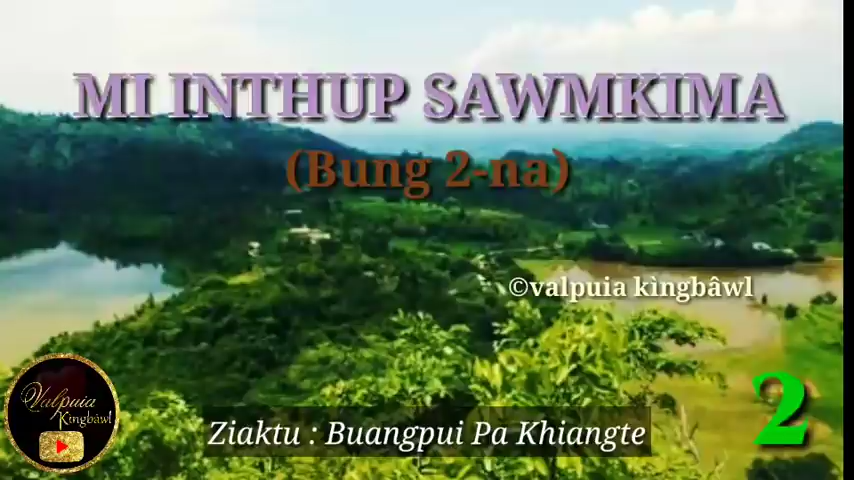 MI INTHUP SAWMKIMA
(Bung 2-na)
©valpuia kìngbâwl
Valpuia
Kingbâwl
Ziaktu : Buangpui Pa Khiangte
2